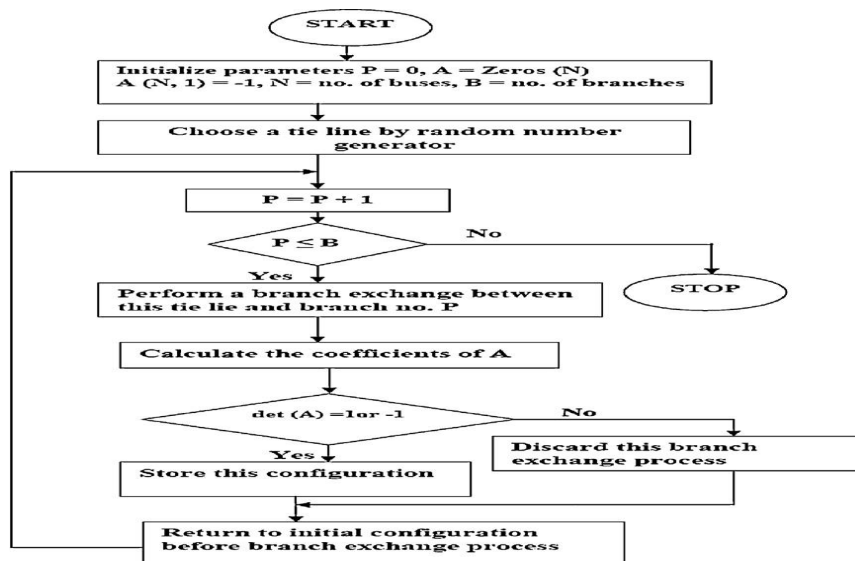 START
Initialize parameters P = 0, A = Zeros (N)
A (N, 1) = -1, N = no. of buses, B = no. of branches
Choose a tie line by random number
generator
P = P + 1
P ≤ B
No
Yes
STOP
Perform a branch exchange between
this tie lie and branch no. P
Calculate the coefficients of A
det (A) =1or -1
No
Yes
Discard this branch
exchange process
Store this configuration
Return to initial configuration
before branch exchange process